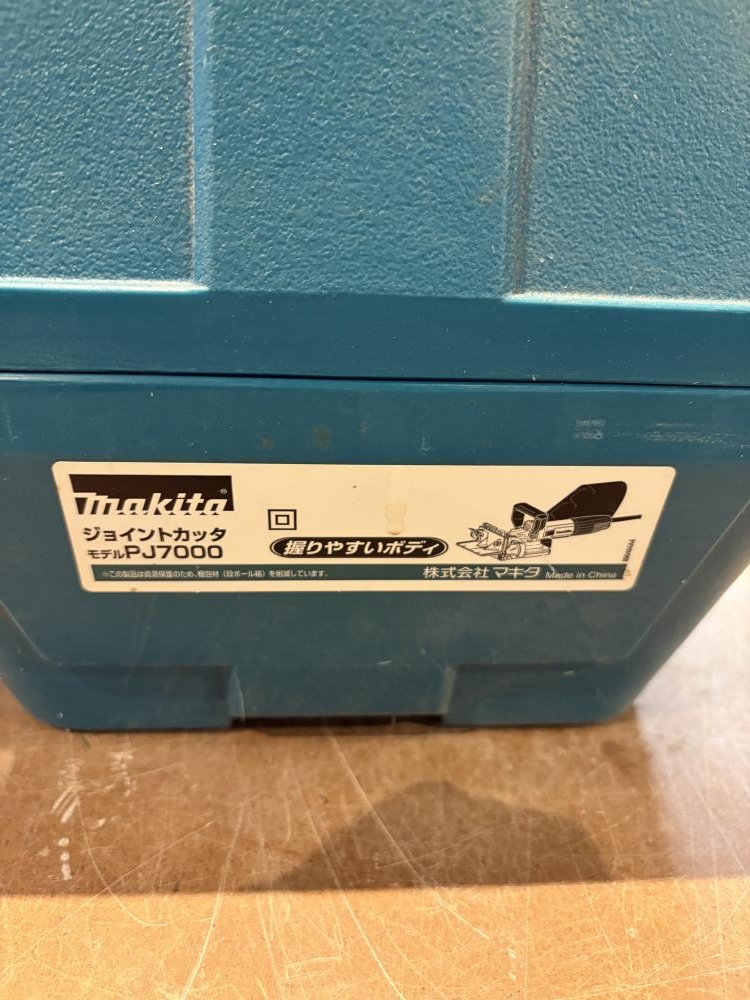 makita®
ジョイントカッタ
モデルPJ7000
握りやすいボディ
※この製品は資源保護のため、梱包材（段ボール箱）を削減しています。
株式会社 マキタ Made in China